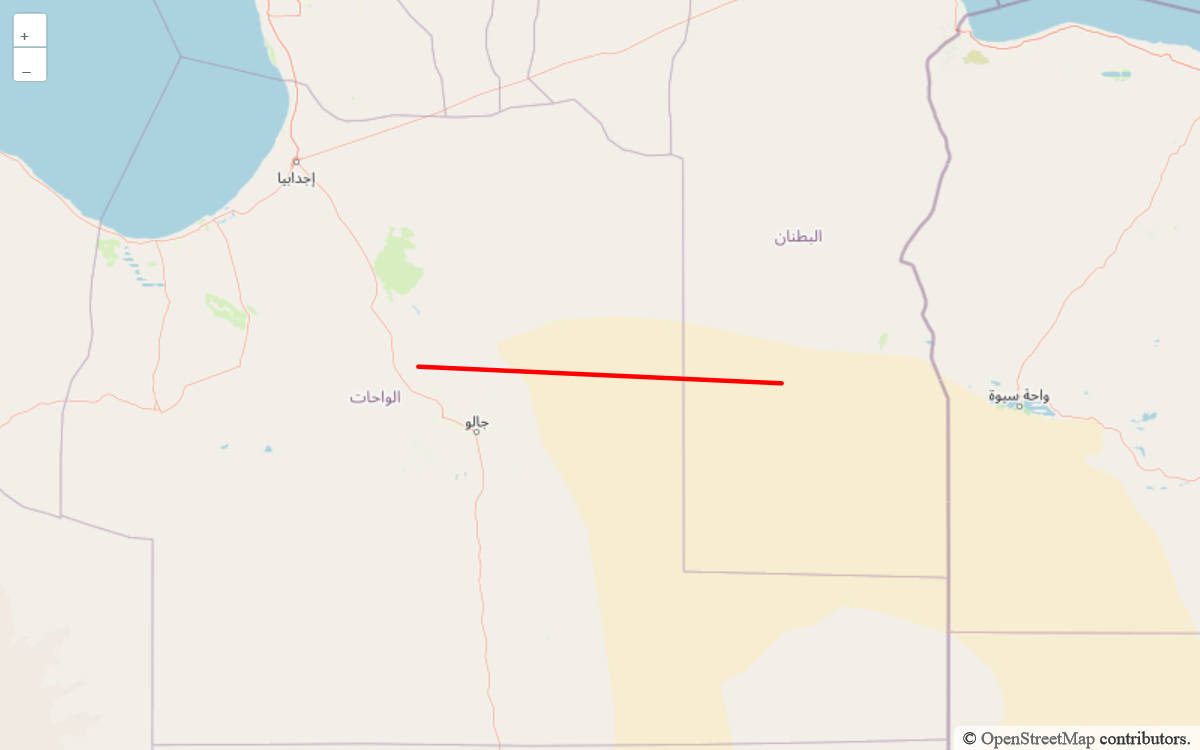 +
–
إجدابيا
البطنان
الواحات
واحة سيوة
جالو
© OpenStreetMap contributors.